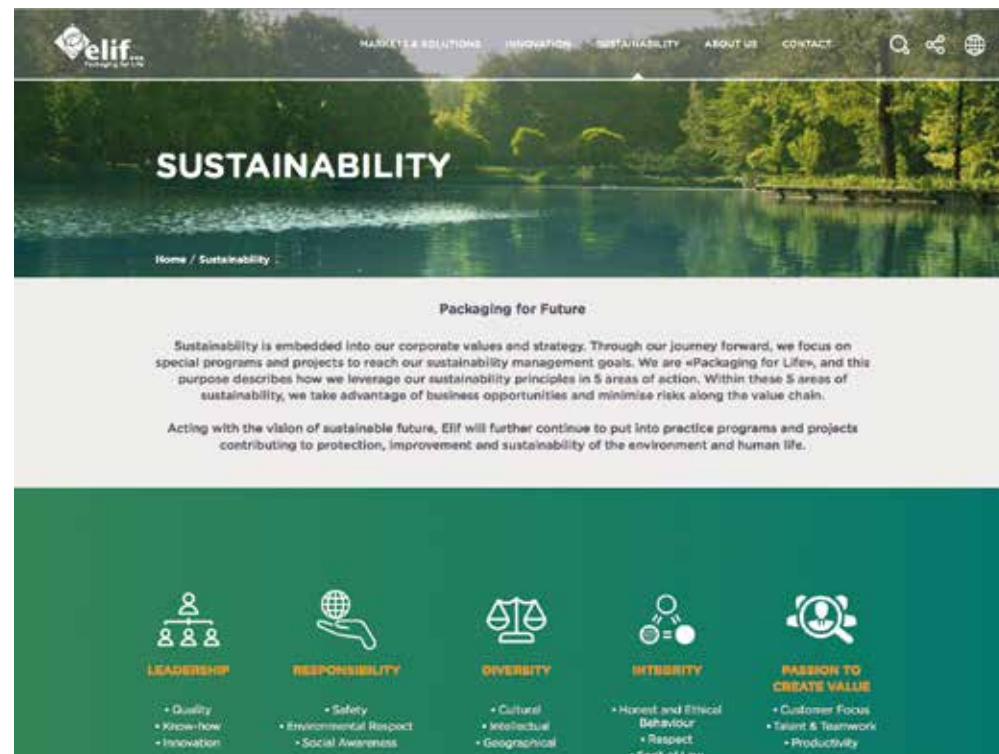 elif...
Packaging for Life
MARKETS & SOLUTIONS INNOVATION SUSTAINABILITY ABOUT US CONTACT
SUSTAINABILITY
Home / Sustainability
Packaging for Future
Sustainability is embedded into our corporate values and strategy. Through our journey forward, we focus on
special programs and projects to reach our sustainability management goals. We are «Packaging for Life», and this
purpose describes how we leverage our sustainability principles in 5 areas of action. Within these 5 areas of
sustainability, we take advantage of business opportunities and minimise risks along the value chain.
Acting with the vision of sustainable future, Elif will further continue to put into practice programs and projects
contributing to protection, improvement and sustainability of the environment and human life.
LEADERSHIP
• Quality
• Know-how
• Innovation
RESPONSIBILITY
• Safety
• Environmental Respect
• Social Awareness
DIVERSITY
• Cultural
• Intellectual
• Geographical
INTEGRITY
• Honest and Ethical
Behaviour
• Respect
PASSION TO
CREATE VALUE
• Customer Focus
• Talent & Teamwork
• Productivity